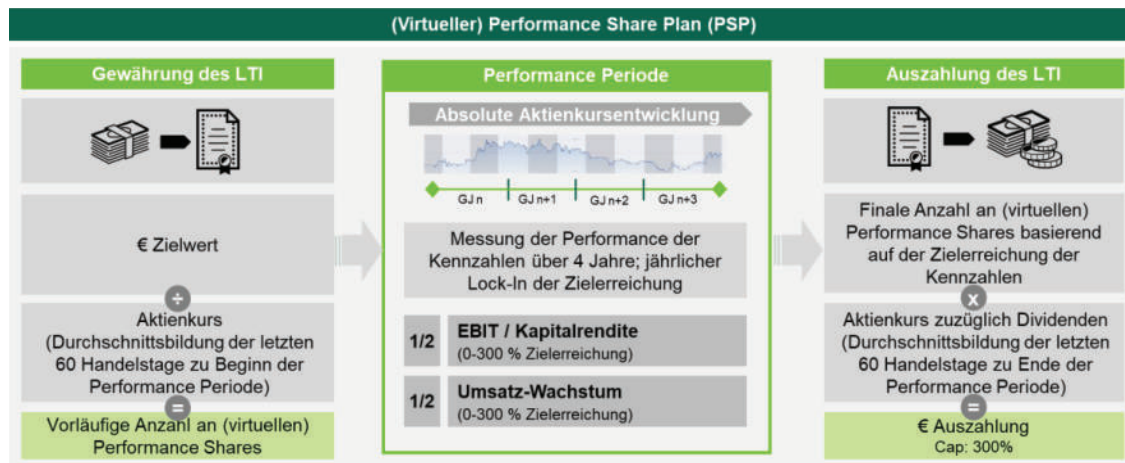 (Virtueller) Performance Share Plan (PSP)
Gewährung des LTI
€ Zielwert
÷
Aktienkurs
(Durchschnittsbildung der letzten
60 Handelstage zu Beginn der
Performance Periode)
=
Vorläufige Anzahl an (virtuellen)
Performance Shares
Performance Periode
Absolute Aktienkursentwicklung
GJ n
GJ n+1
GJ n+2
GJ n+3
Messung der Performance der
Kennzahlen über 4 Jahre; jährlicher
Lock-In der Zielerreichung
1/2
EBIT / Kapitalrendite
(0-300 % Zielerreichung)
1/2
Umsatz-Wachstum
(0-300 % Zielerreichung)
Auszahlung des LTI
Finale Anzahl an (virtuellen)
Performance Shares basierend
auf der Zielerreichung der
Kennzahlen
x
Aktienkurs zuzüglich Dividenden
(Durchschnittsbildung der letzten
60 Handelstage zu Ende der
Performance Periode)
=
€ Auszahlung
Cap: 300%